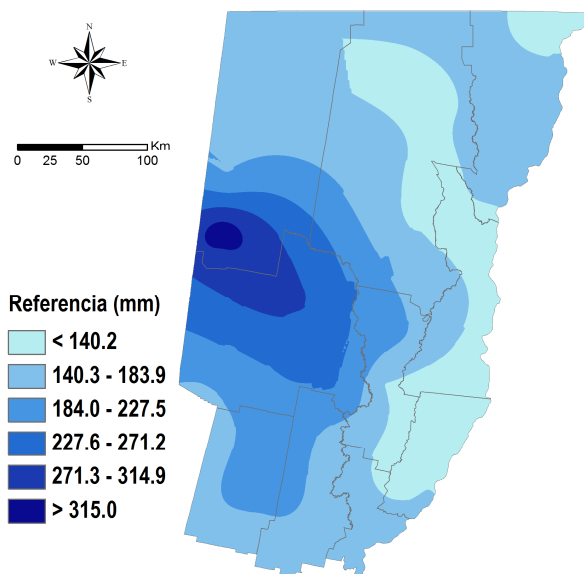 N
W E
S
Km
0 25 50 100
Referencia (mm)
< 140.2
140.3 - 183.9
184.0 - 227.5
227.6 - 271.2
271.3 - 314.9
> 315.0